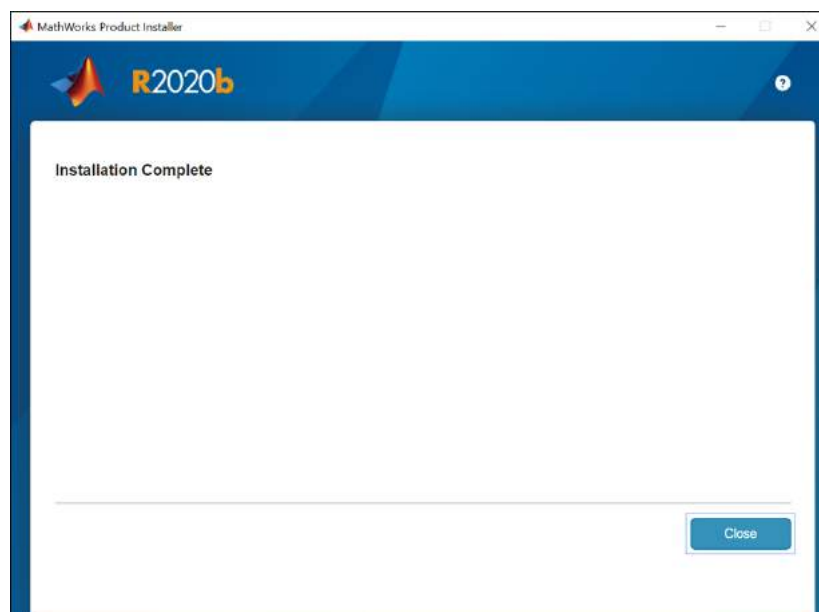 MathWorks Product Installer
R2020b
?
Installation Complete
Close